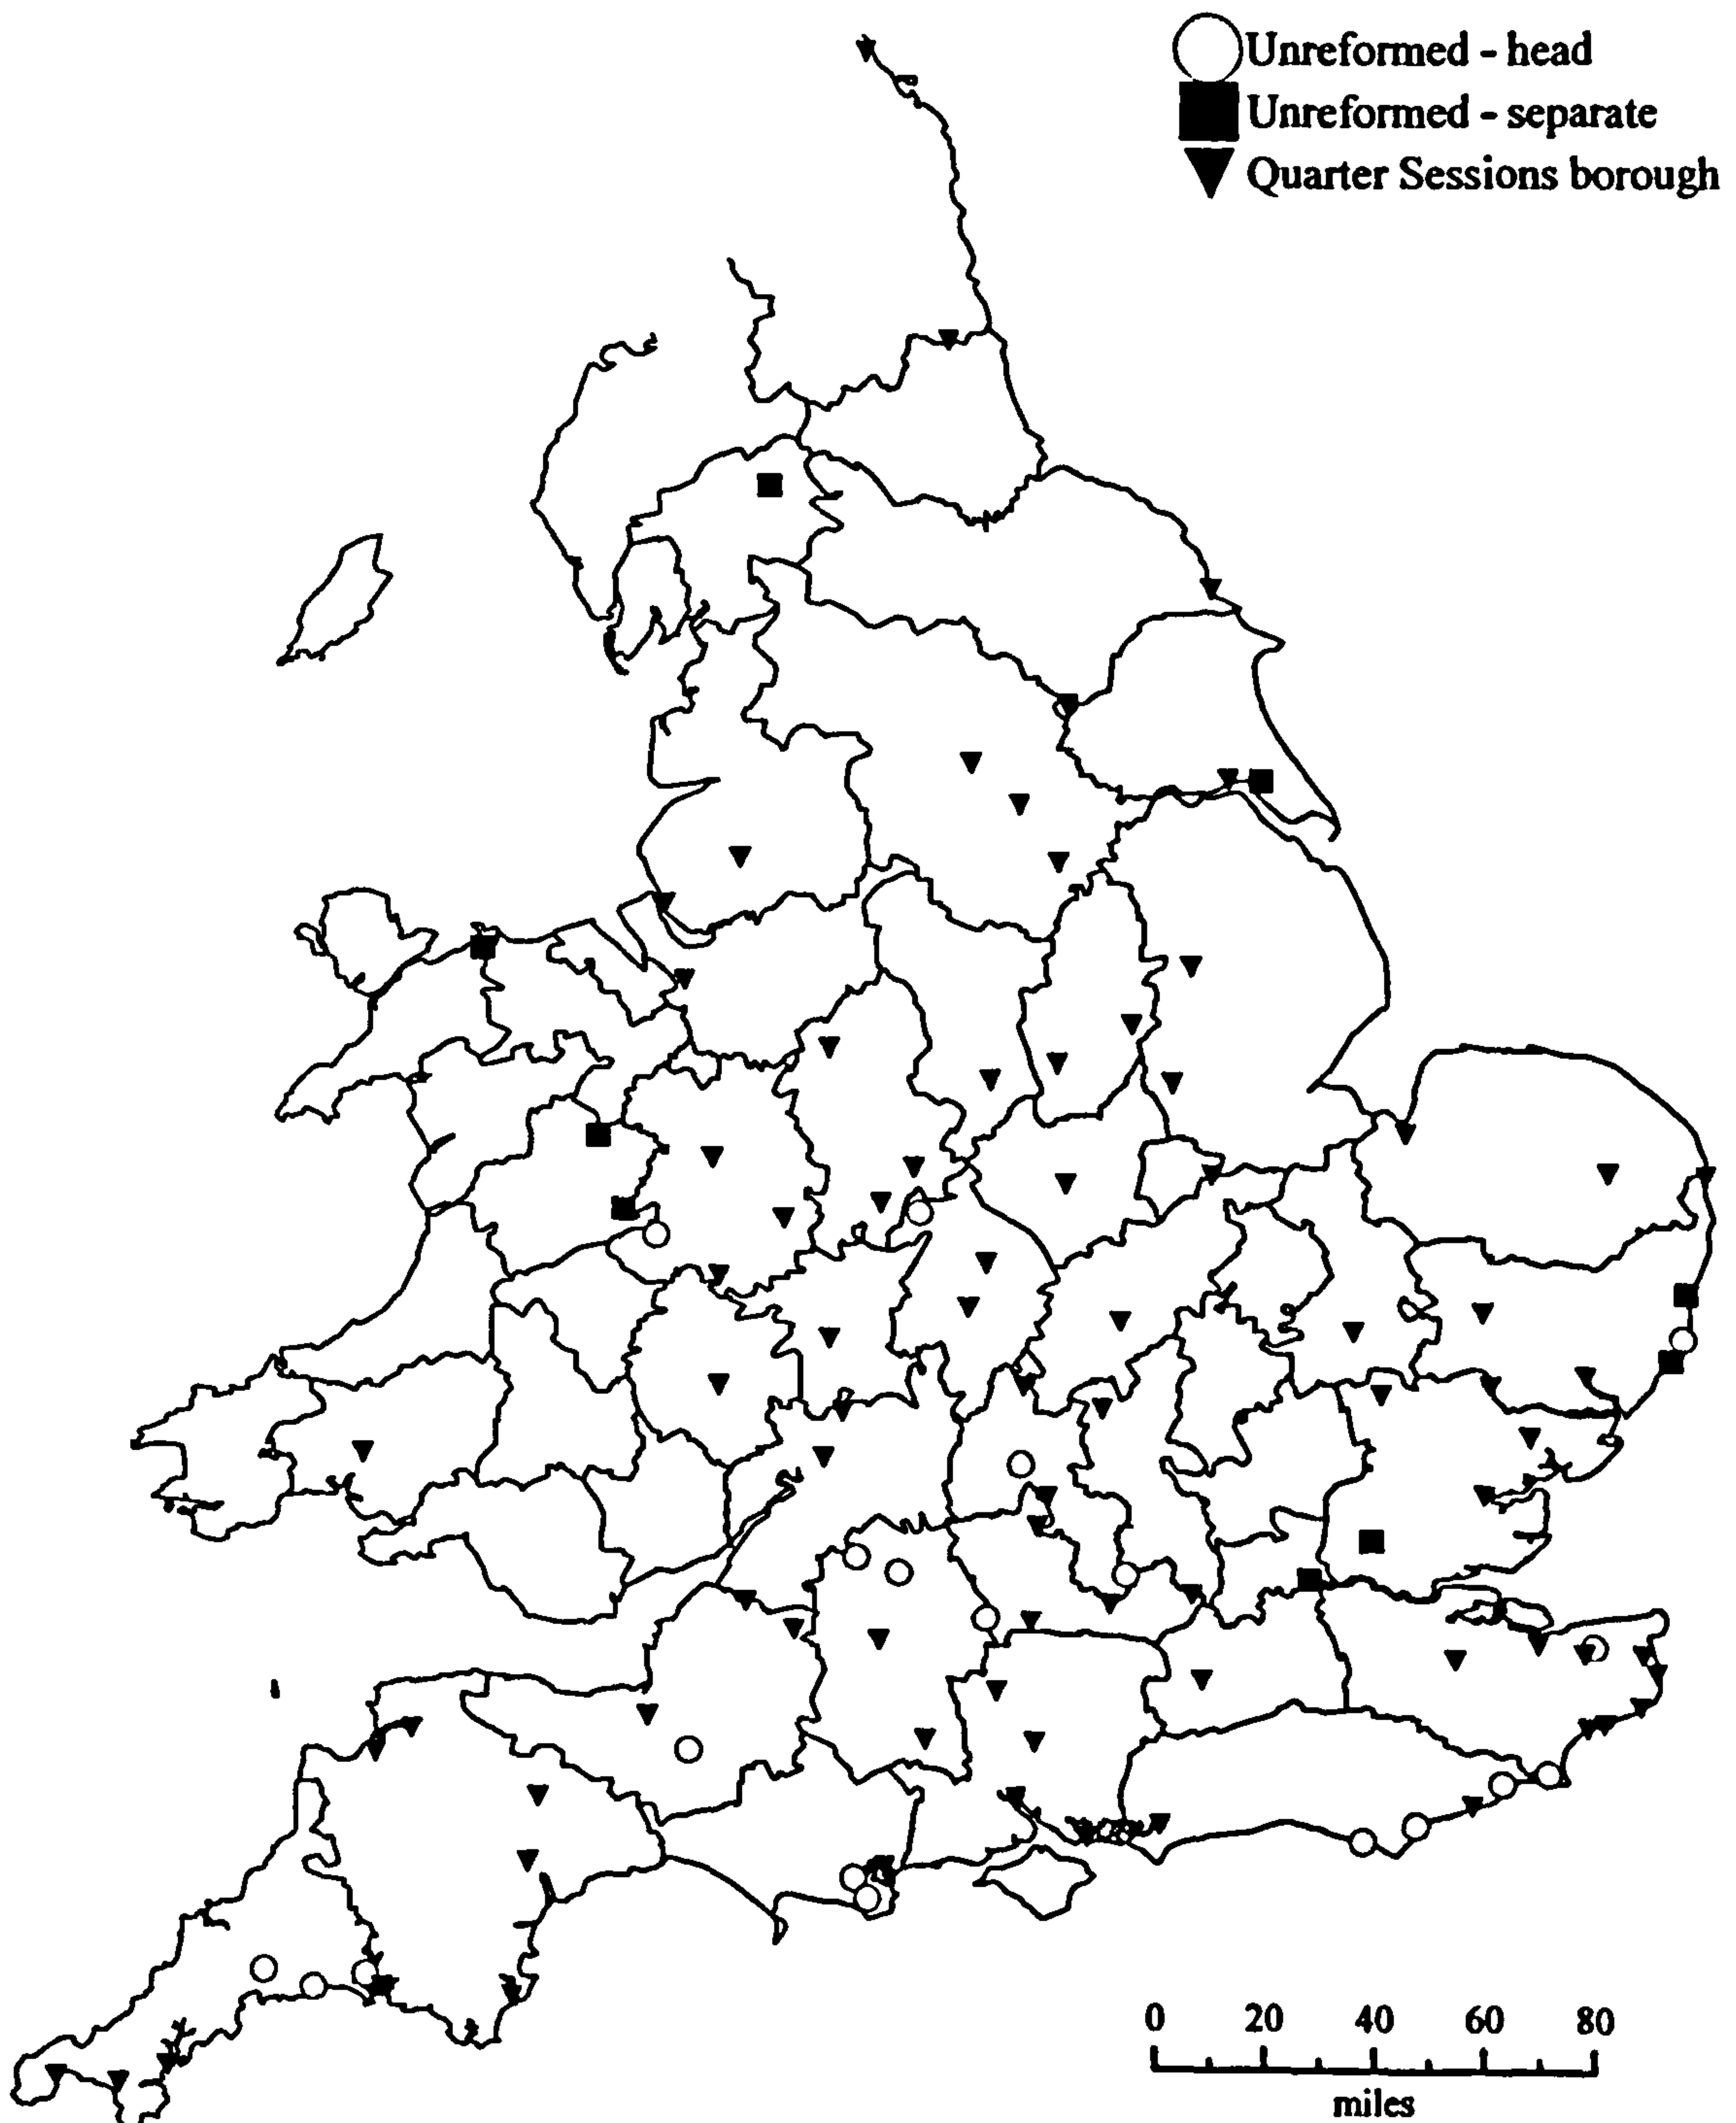 Unreformed - head
Unreformed - separate
Quarter Sessions borough
0 20 40 60 80
miles